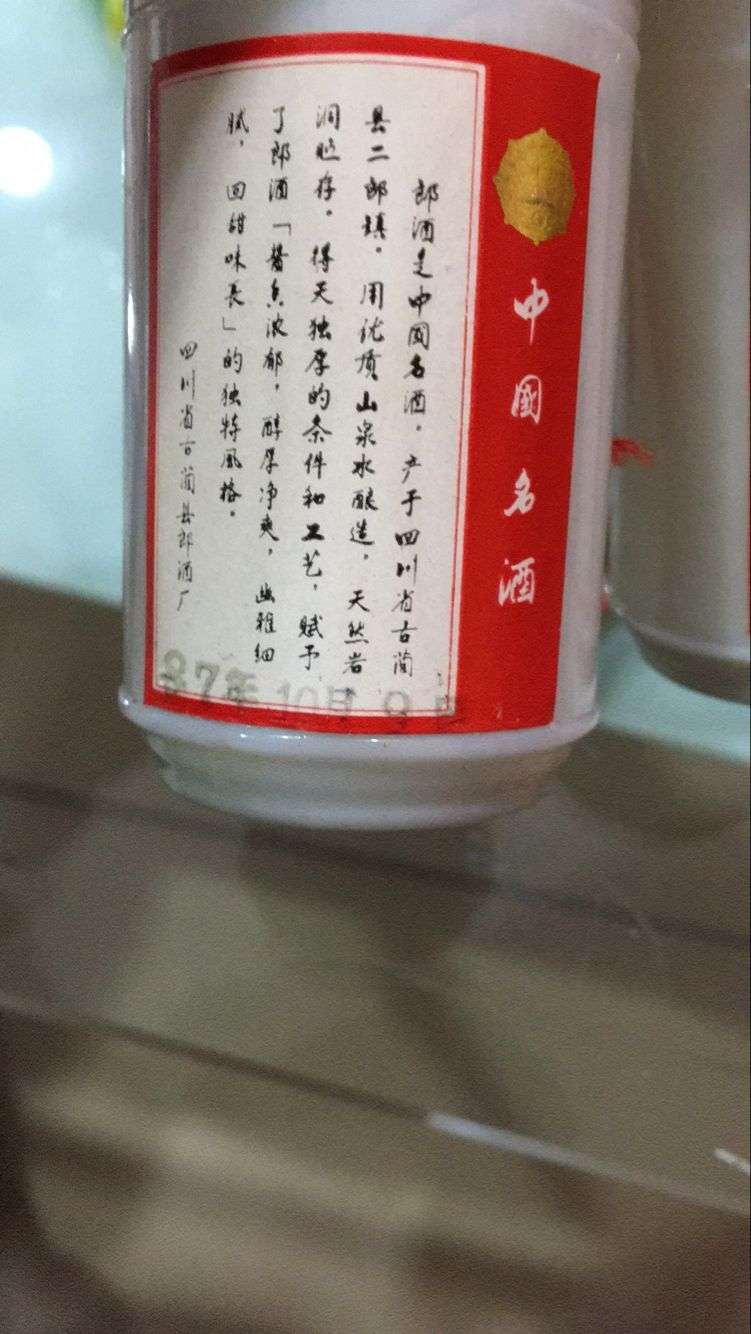 中國名酒
郎酒是中国名酒。产于四川省古蔺
县二郎镇。用优质山泉水酿造，天然岩
洞贮存。得天独厚的条件和工艺，赋予
了郎酒「酱香浓郁，醇厚净爽，幽雅细
腻，回甜味长」的独特風格。
四川省古蔺县郎酒厂
87年10月9日